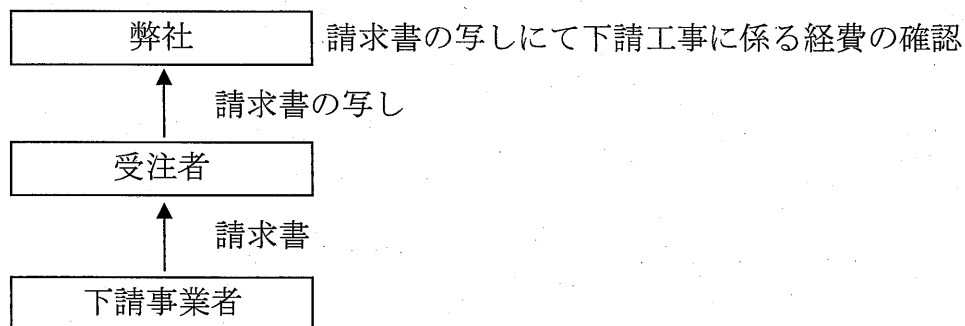 弊社 請求書の写しにて下請工事に係る経費の確認
請求書の写し
受注者
請求書
下請事業者